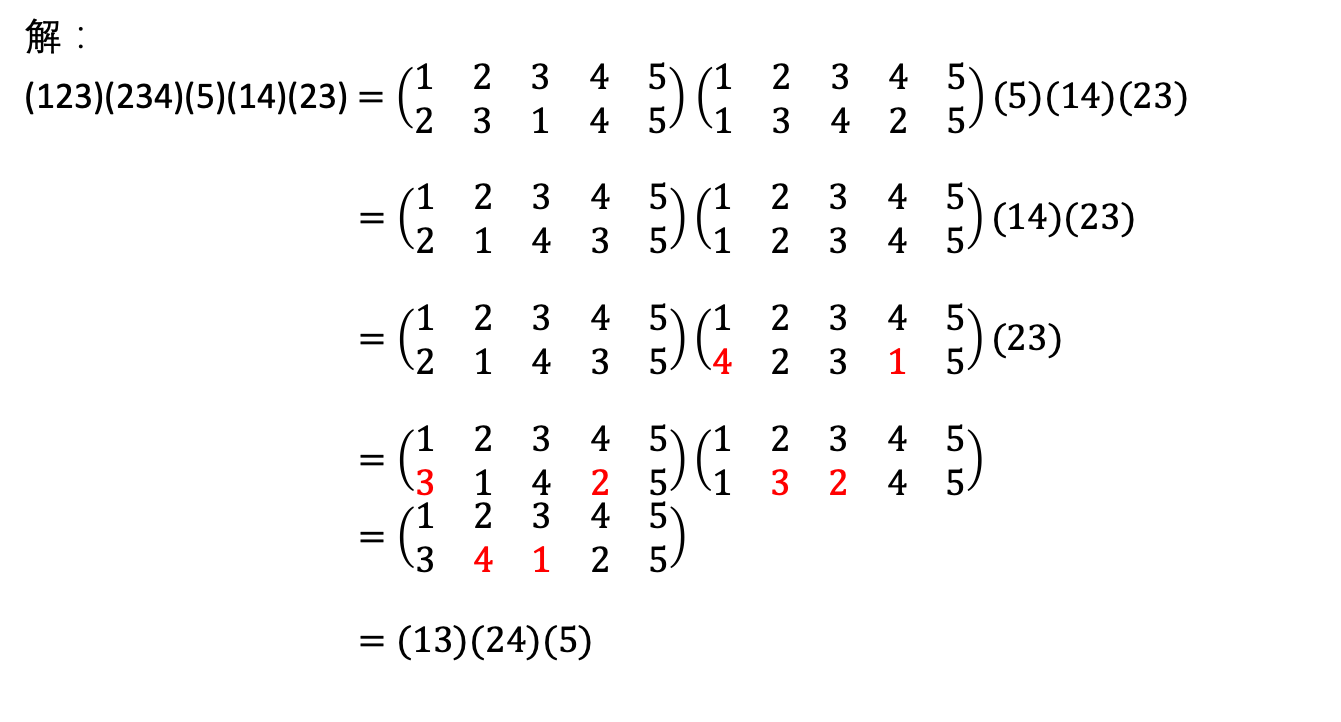 解：
(123)(234)(5)(14)(23) = (1 2 3 4 5 / 2 3 1 4 5) (1 2 3 4 5 / 1 3 4 2 5) (5)(14)(23)
= (1 2 3 4 5 / 2 1 4 3 5) (1 2 3 4 5 / 1 2 3 4 5) (14)(23)
= (1 2 3 4 5 / 2 1 4 3 5) (1 2 3 4 5 / 4 2 3 1 5) (23)
= (1 2 3 4 5 / 3 1 4 2 5) (1 2 3 4 5 / 1 3 2 4 5)
= (1 2 3 4 5 / 3 4 1 2 5)
= (13)(24)(5)